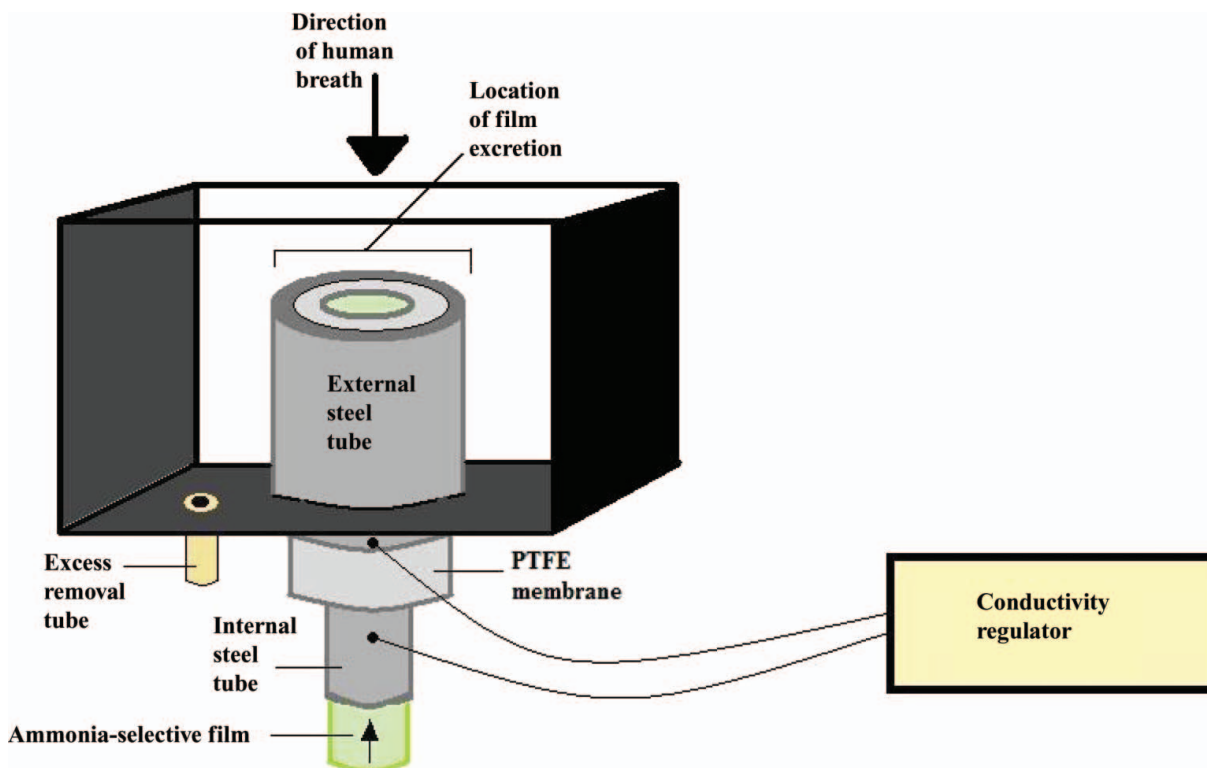 Direction
of human
breath
Location
of film
excretion
External
steel
tube
Excess
removal
tube
PTFE
membrane
Internal
steel
tube
Conductivity
regulator
Ammonia-selective film